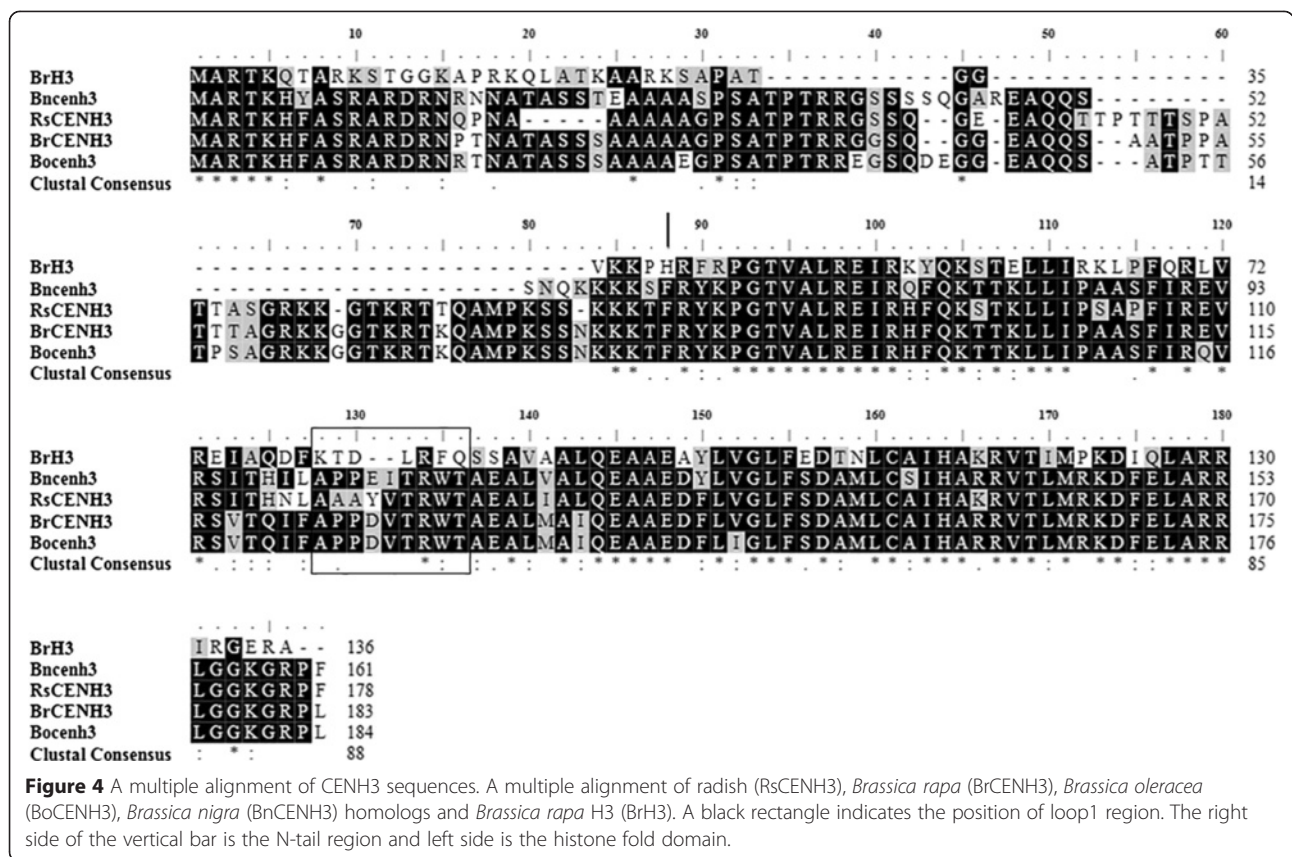 10 20 30 40 50 60
BrH3 MARTKQTARKSTGGKAPRKQLATKAARKSAPAT-----------GG-------------- 35
Bncenh3 MARTKHYASRARDRNRNNATASSTEAAAASPSATPTRRGSSSSQGAREAQQS-------- 52
RsCENH3 MARTKHFASRARDRNQPNA-----AAAAAGPSATPTRRGSSQ--GE-EAQQTTPTTTSPA 52
BrCENH3 MARTKHFASRARDRNPTNATASSSAAAAAGPSATPTRRGSSQ--GG-EAQQS--AATPPA 55
Bocenh3 MARTKHFASRARDRNRTNATASSSAAAAEGPSATPTRREGSQDEGG-EAQQS---ATPTT 56
Clustal Consensus *****: * . : : . * . *:: * 14
70 80 90 100 110 120
BrH3 -----------------------VKKPHRFRPGTVALREIRKYQKSTELLIRKLPFQRLV 72
Bncenh3 -------------------SNQKKKKSFRYKPGTVALREIRQFQKTTKLLIPAASFIREV 93
RsCENH3 TTASGRKK-GTKRTTQAMPKSS-KKKTFRYKPGTVALREIRHFQKSTKLLIPSAPFIREV 110
BrCENH3 TTTAGRKKGGTKRTKQAMPKSSNKKKTFRYKPGTVALREIRHFQKTTKLLIPAASFIREV 115
Bocenh3 TPSAGRKKGGTKRTKQAMPKSSNKKKTFRYKPGTVALREIRHFQKTTKLLIPAASFIRQV 116
Clustal Consensus ** . . * : . * * * * * * * * * * : : * * : * : * * * . * * *
130 140 150 160 170 180
BrH3 REIAQDFKTD--LRFQSSAVAALQEAAEAYLVGLFEDTNLCAIHAKRVTIMPKDIQLARR 130
Bncenh3 RSITHILAPPEITRWTAEALVALQEAAEDYLVGLFSDAMLCSIHARRVTLMRKDFELARR 153
RsCENH3 RSITHNLAAAYVTRWTAEALIALQEAAEDFLVGLFSDAMLCAIHAKRVTLMRKDFELARR 170
BrCENH3 RSVTQIFAPPDVTRWTAEALMAIQEAAEDFLVGLFSDAMLCAIHARRVTLMRKDFELARR 175
Bocenh3 RSVTQIFAPPDVTRWTAEALMAIQEAAEDFLIGLFSDAMLCAIHARRVTLMRKDFELARR 176
Clustal Consensus * . : : : : . * : : . * : * . * * * * : : * * * . * : * * : * * * : * * * : * * * : : * * * * 85
BrH3 IRGERA-- 136
Bncenh3 LGGKGRPF 161
RsCENH3 LGGKGRPF 178
BrCENH3 LGGKGRPL 183
Bocenh3 LGGKGRPL 184
Clustal Consensus : * : 88
Figure 4 A multiple alignment of CENH3 sequences. A multiple alignment of radish (RsCENH3), Brassica rapa (BrCENH3), Brassica oleracea
(BoCENH3), Brassica nigra (BnCENH3) homologs and Brassica rapa H3 (BrH3). A black rectangle indicates the position of loop1 region. The right
side of the vertical bar is the N-tail region and left side is the histone fold domain.